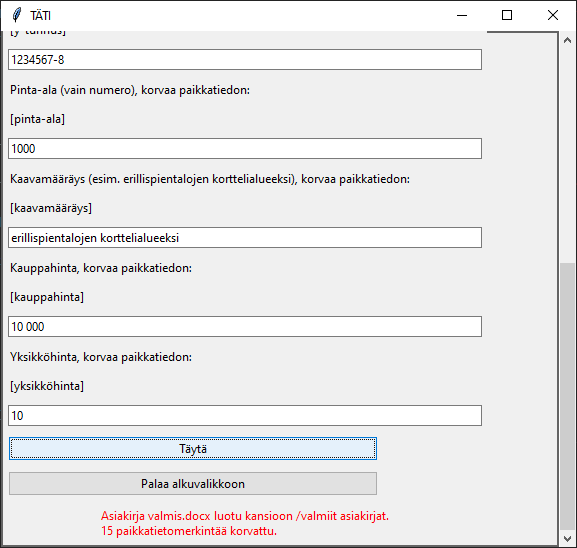 TÄTI
[y-tunnus]
1234567-8
Pinta-ala (vain numero), korvaa paikkatiedon:
[pinta-ala]
1000
Kaavamääräys (esim. erillispientalojen korttelialueeksi), korvaa paikkatiedon:
[kaavamääräys]
erillispientalojen korttelialueeksi
Kauppahinta, korvaa paikkatiedon:
[kauppahinta]
10 000
Yksikköhinta, korvaa paikkatiedon:
[yksikköhinta]
10
Täytä
Palaa alkuvalikkoon
Asiakirja valmis.docx luotu kansioon /valmiit asiakirjat.
15 paikkatietomerkintää korvattu.